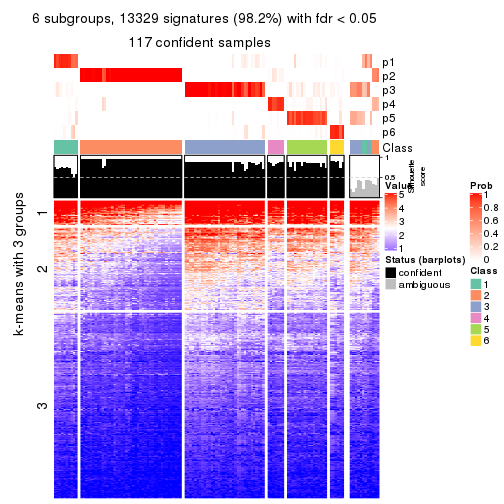 6 subgroups, 13329 signatures (98.2%) with fdr < 0.05
117 confident samples
p1
p2
p3
p4
p5
p6
Class
1
0.5
0
Silhouette
score
k-means with 3 groups
1
2
3
Value
5
4
3
2
1
Status (barplots)
confident
ambiguous
Prob
1
0.8
0.6
0.4
0.2
0
Class
1
2
3
4
5
6